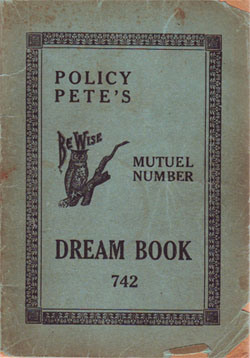 POLICY
PETE'S
BE WISE
MUTUEL
NUMBER
DREAM BOOK
742